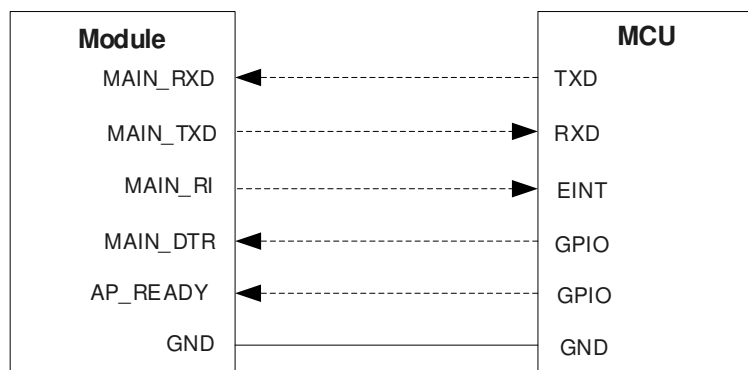 Module MCU
MAIN_RXD TXD
MAIN_TXD RXD
MAIN_RI EINT
MAIN_DTR GPIO
AP_READY GPIO
GND GND